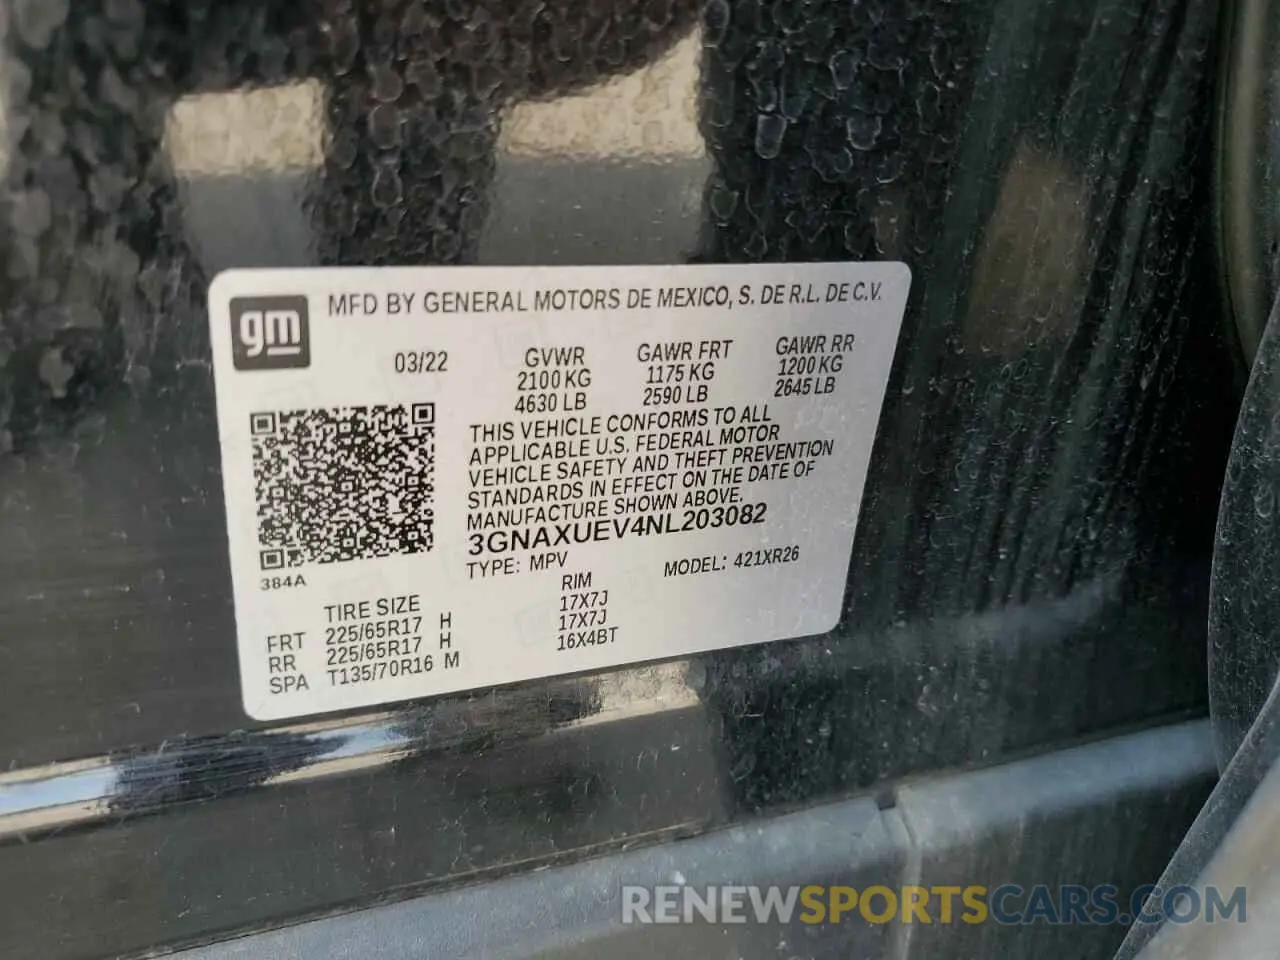 gm
MFD BY GENERAL MOTORS DE MEXICO, S. DE R.L. DE C.V.
03/22
GVWR GAWR FRT GAWR RR
2100 KG 1175 KG 1200 KG
4630 LB 2590 LB 2645 LB
THIS VEHICLE CONFORMS TO ALL
APPLICABLE U.S. FEDERAL MOTOR
VEHICLE SAFETY AND THEFT PREVENTION
STANDARDS IN EFFECT ON THE DATE OF
MANUFACTURE SHOWN ABOVE.
3GNAXUEV4NL203082
TYPE: MPV MODEL: 421XR26
384A
TIRE SIZE RIM
FRT 225/65R17 H 17X7J
RR 225/65R17 H 17X7J
SPA T135/70R16 M 16X4BT
RENEWSPORTSCARS.COM